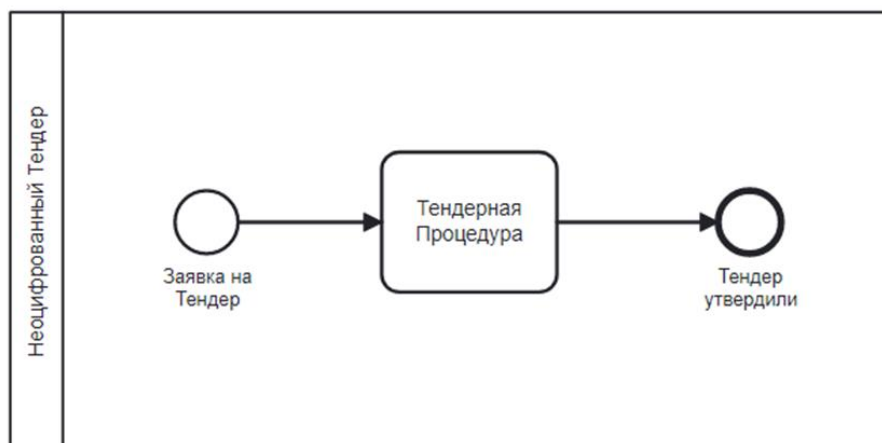 Неоцифрованный Тендер
Заявка на
Тендер
Тендерная
Процедура
Тендер
утвердили